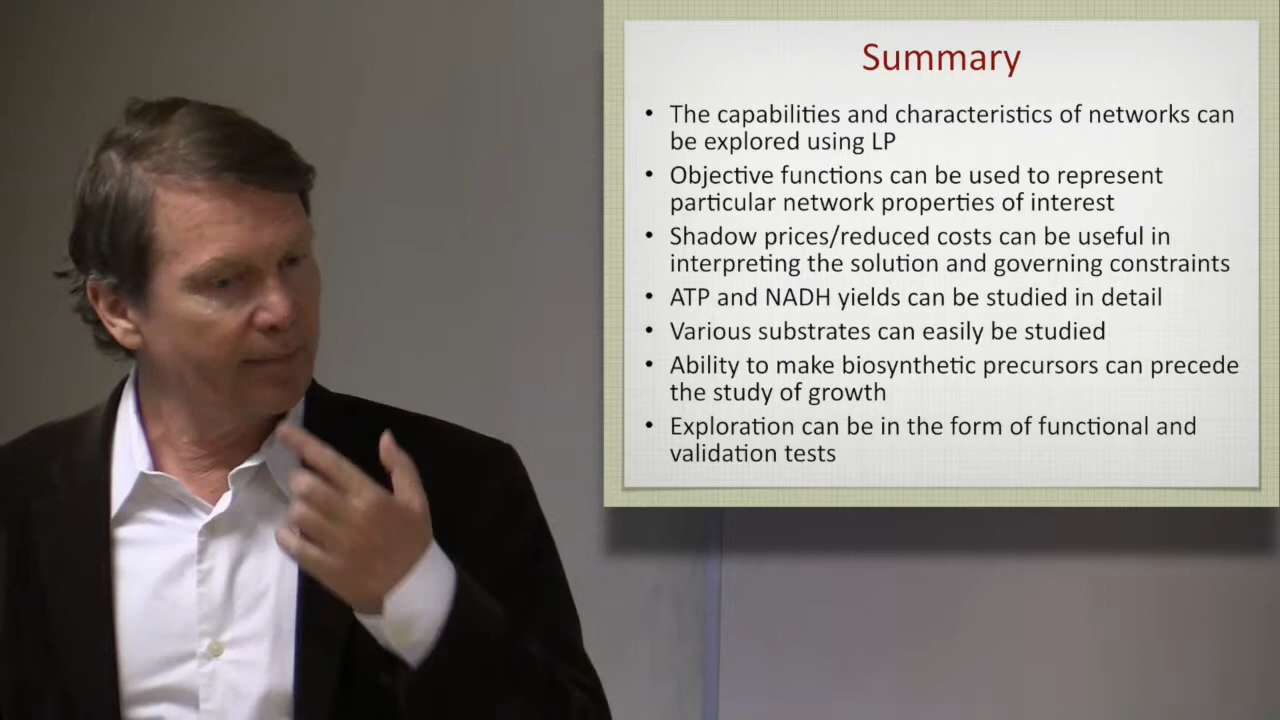 Summary
• The capabilities and characteristics of networks can
be explored using LP
• Objective functions can be used to represent
particular network properties of interest
• Shadow prices/reduced costs can be useful in
interpreting the solution and governing constraints
• ATP and NADH yields can be studied in detail
• Various substrates can easily be studied
• Ability to make biosynthetic precursors can precede
the study of growth
• Exploration can be in the form of functional and
validation tests